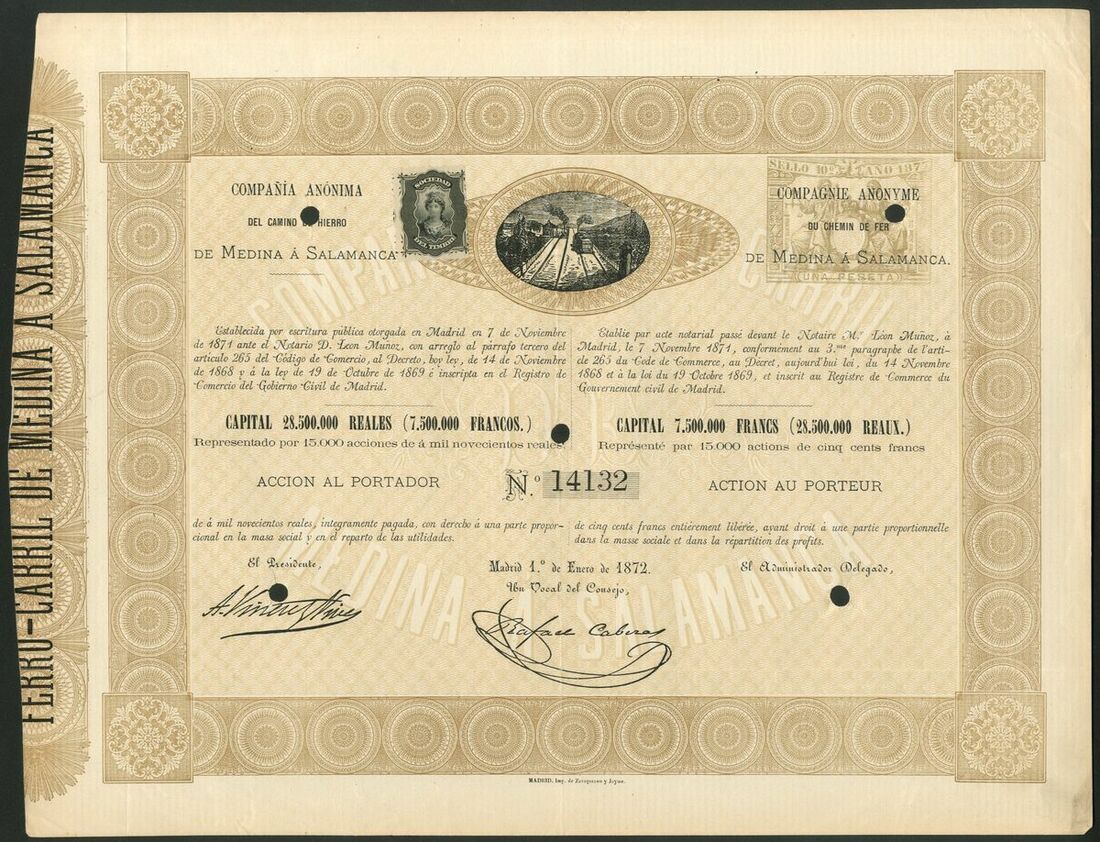 FERRO-CARRIL DE MEDINA A SALAMANCA
COMPAÑÍA ANÓNIMA
DEL CAMINO DE HIERRO
DE MEDINA Á SALAMANCA
SOCIEDAD
DEL TIMBRE
SELLO 10º AÑO 187
COMPAGNIE ANONYME
DU CHEMIN DE FER
DE MEDINA Á SALAMANCA.
(UNA PESETA)
Establecida por escritura pública otorgada en Madrid en 7 de Noviembre
de 1871 ante el Notario D. Leon Muñoz, con arreglo al párrafo tercero del
artículo 265 del Código de Comercio, al Decreto, hoy ley, de 14 de Noviembre
de 1868 y á la ley de 19 de Octubre de 1869 é inscripta en el Registro de
Comercio del Gobierno Civil de Madrid.
Etablie par acte notarial passé devant le Notaire Mr Léon Muñoz, à
Madrid, le 7 Novembre 1871, conformément au 3.me paragraphe de l'arti-
cle 265 du Code de Commerce, au Décret, aujourd'hui loi, du 14 Novembre
1868 et à la loi du 19 Octobre 1869, et inscrit au Registre de Commerce du
Gouvernement civil de Madrid.
CAPITAL 28.500.000 REALES (7.500.000 FRANCOS.)
Representado por 15.000 acciones de á mil novecientos reales.
CAPITAL 7.500.000 FRANCS (28.500.000 REAUX.)
Représenté par 15.000 actions de cinq cents francs
ACCION AL PORTADOR
N.º 14132
ACTION AU PORTEUR
de á mil novecientos reales, integramente pagada, con derecho á una parte propor-
cional en la masa social y en el reparto de las utilidades.
de cinq cents francs entiérement libérée, ayant droit à une partie proportionnelle
dans la masse sociale et dans la répartition des profits.
El Presidente,
Madrid 1.º de Enero de 1872.
Un Vocal del Consejo,
El Administrador Delegado,
Rafael Cabezas
MEDINA A SALAMANCA
MADRID. Imp. de Zaragozano y Jayme.